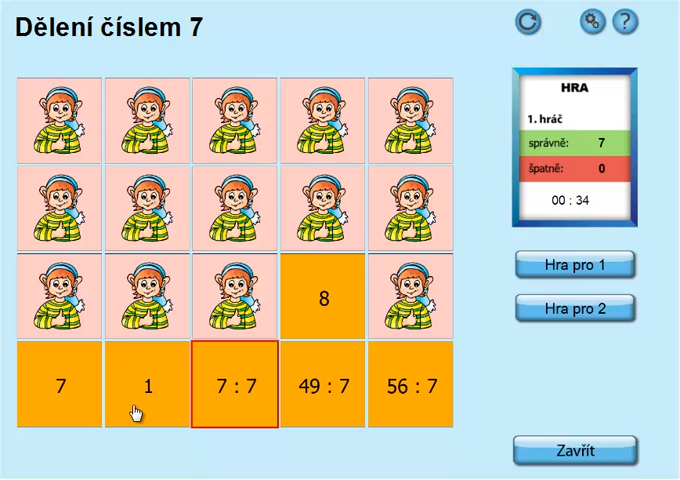 Dělení číslem 7
?
HRA
1. hráč
správně: 7
špatně: 0
00 : 34
Hra pro 1
Hra pro 2
8
7 1 7 : 7 49 : 7 56 : 7
Zavřít